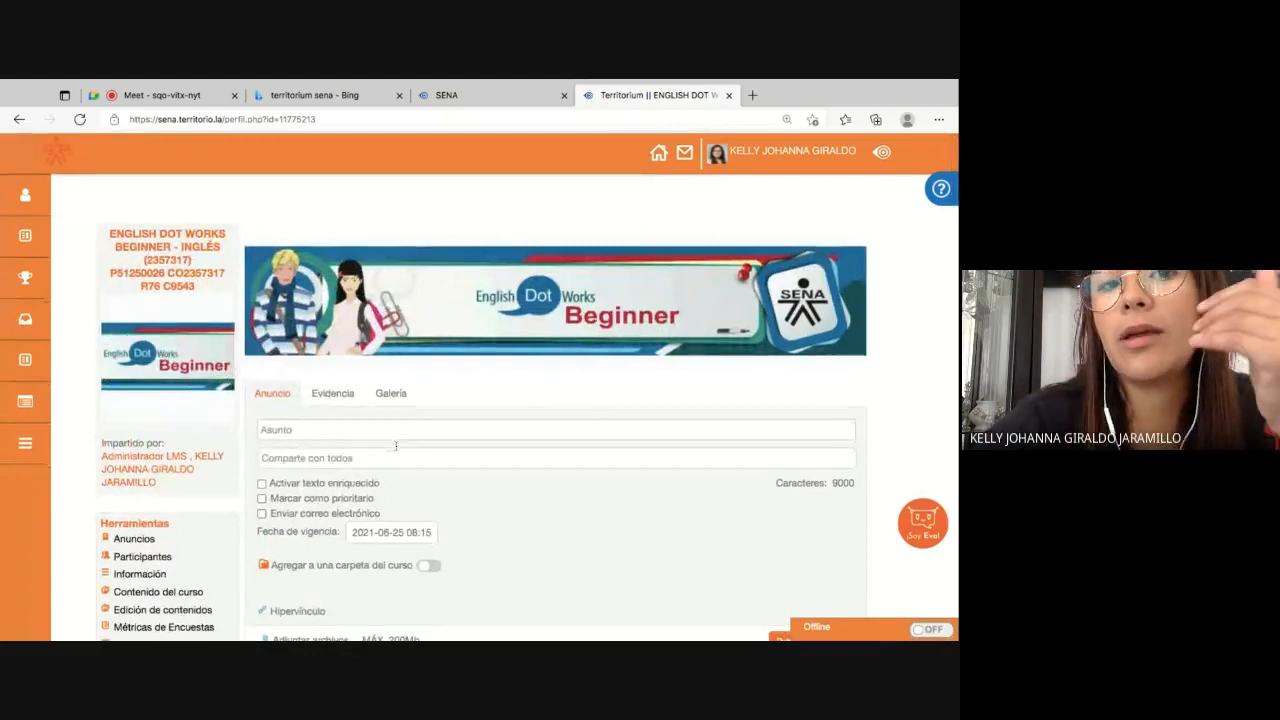 Meet - sqo-vitx-nyt
territorium sena - Bing
SENA
Territorium || ENGLISH DOT W
https://sena.territorio.la/perfil.php?id=11775213
KELLY JOHANNA GIRALDO
ENGLISH DOT WORKS
BEGINNER - INGLÉS
(2357317)
P51250026 CO2357317
R76 C9543
English Dot Works
Beginner
Impartido por:
Administrador LMS , KELLY
JOHANNA GIRALDO
JARAMILLO
Herramientas
Anuncios
Participantes
Información
Contenido del curso
Edición de contenidos
Métricas de Encuestas
English Dot Works
Beginner
SENA
Anuncio
Evidencia
Galería
Asunto
Comparte con todos
Activar texto enriquecido
Caracteres: 9000
Marcar como prioritario
Enviar correo electrónico
Fecha de vigencia: 2021-06-25 08:15
Agregar a una carpeta del curso
Hipervínculo
Adjuntar archivos MÁX. 200Mb
¡Soy Eva!
Offline
OFF
KELLY JOHANNA GIRALDO JARAMILLO